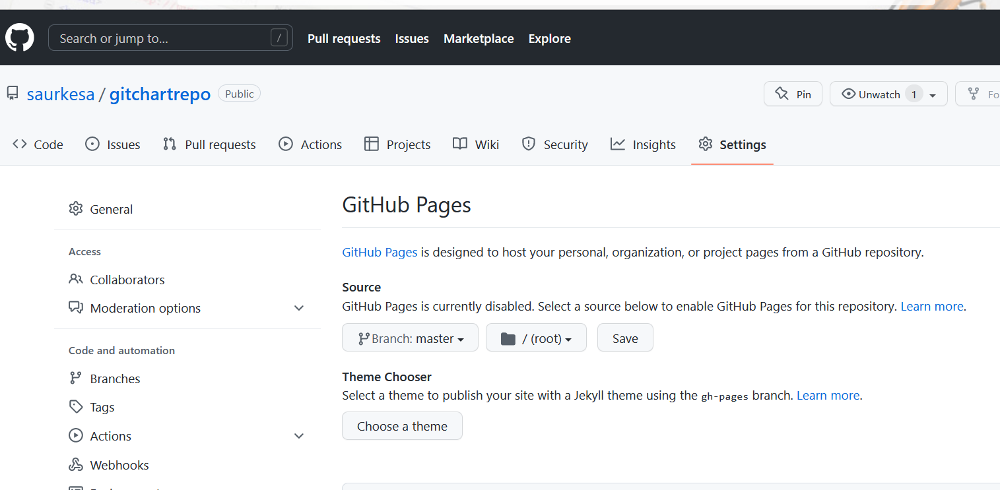 Search or jump to... /
Pull requests Issues Marketplace Explore
saurkesa / gitchartrepo Public
Pin Unwatch 1
Code Issues Pull requests Actions Projects Wiki Security Insights Settings
General
Access
Collaborators
Moderation options
Code and automation
Branches
Tags
Actions
Webhooks
GitHub Pages
GitHub Pages is designed to host your personal, organization, or project pages from a GitHub repository.
Source
GitHub Pages is currently disabled. Select a source below to enable GitHub Pages for this repository. Learn more.
Branch: master / (root) Save
Theme Chooser
Select a theme to publish your site with a Jekyll theme using the gh-pages branch. Learn more.
Choose a theme